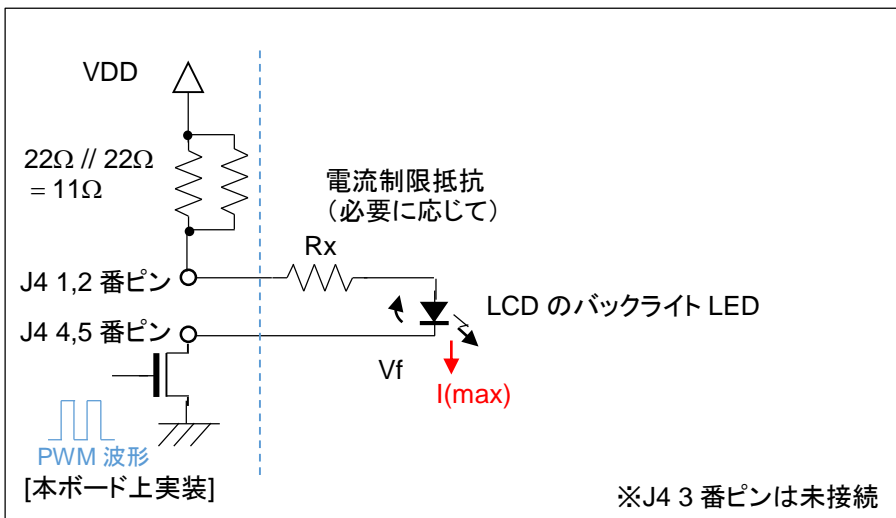 VDD
22Ω // 22Ω
= 11Ω
電流制限抵抗
（必要に応じて）
Rx
J4 1,2 番ピン
LCD のバックライト LED
J4 4,5 番ピン
Vf
I(max)
PWM 波形
[本ボード上実装]
※J4 3 番ピンは未接続